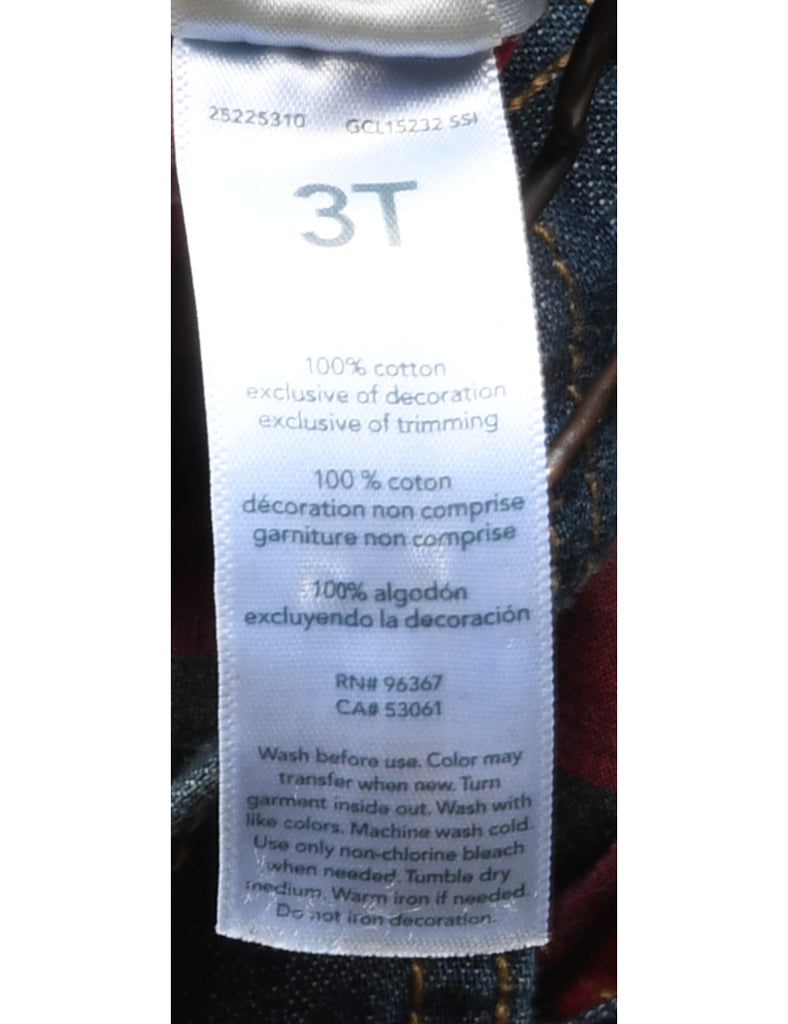 25225310 GCL15232 SSI
3T
100% cotton
exclusive of decoration
exclusive of trimming
100 % coton
décoration non comprise
garniture non comprise
100% algodón
excluyendo la decoración
RN# 96367
CA# 53061
Wash before use. Color may
transfer when new. Turn
garment inside out. Wash with
like colors. Machine wash cold.
Use only non-chlorine bleach
when needed. Tumble dry
medium. Warm iron if needed.
Do not iron decoration.